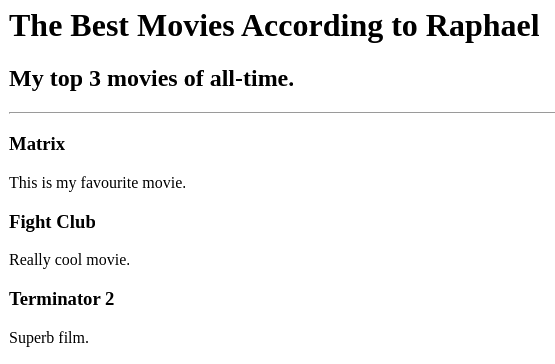 The Best Movies According to Raphael
My top 3 movies of all-time.
Matrix
This is my favourite movie.
Fight Club
Really cool movie.
Terminator 2
Superb film.